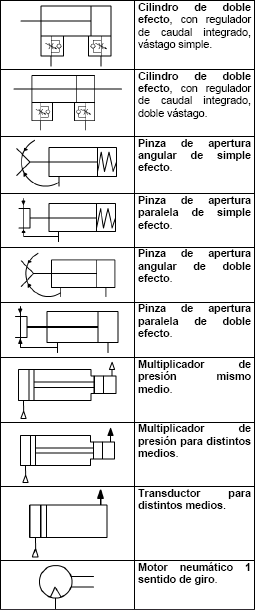 Cilindro de doble
efecto, con regulador
de caudal integrado,
vástago simple.
Cilindro de doble
efecto, con regulador
de caudal integrado,
doble vástago.
Pinza de apertura
angular de simple
efecto.
Pinza de apertura
paralela de simple
efecto.
Pinza de apertura
angular de doble
efecto.
Pinza de apertura
paralela de doble
efecto.
Multiplicador de
presión mismo
medio.
Multiplicador de
presión para distintos
medios.
Transductor para
distintos medios.
Motor neumático 1
sentido de giro.